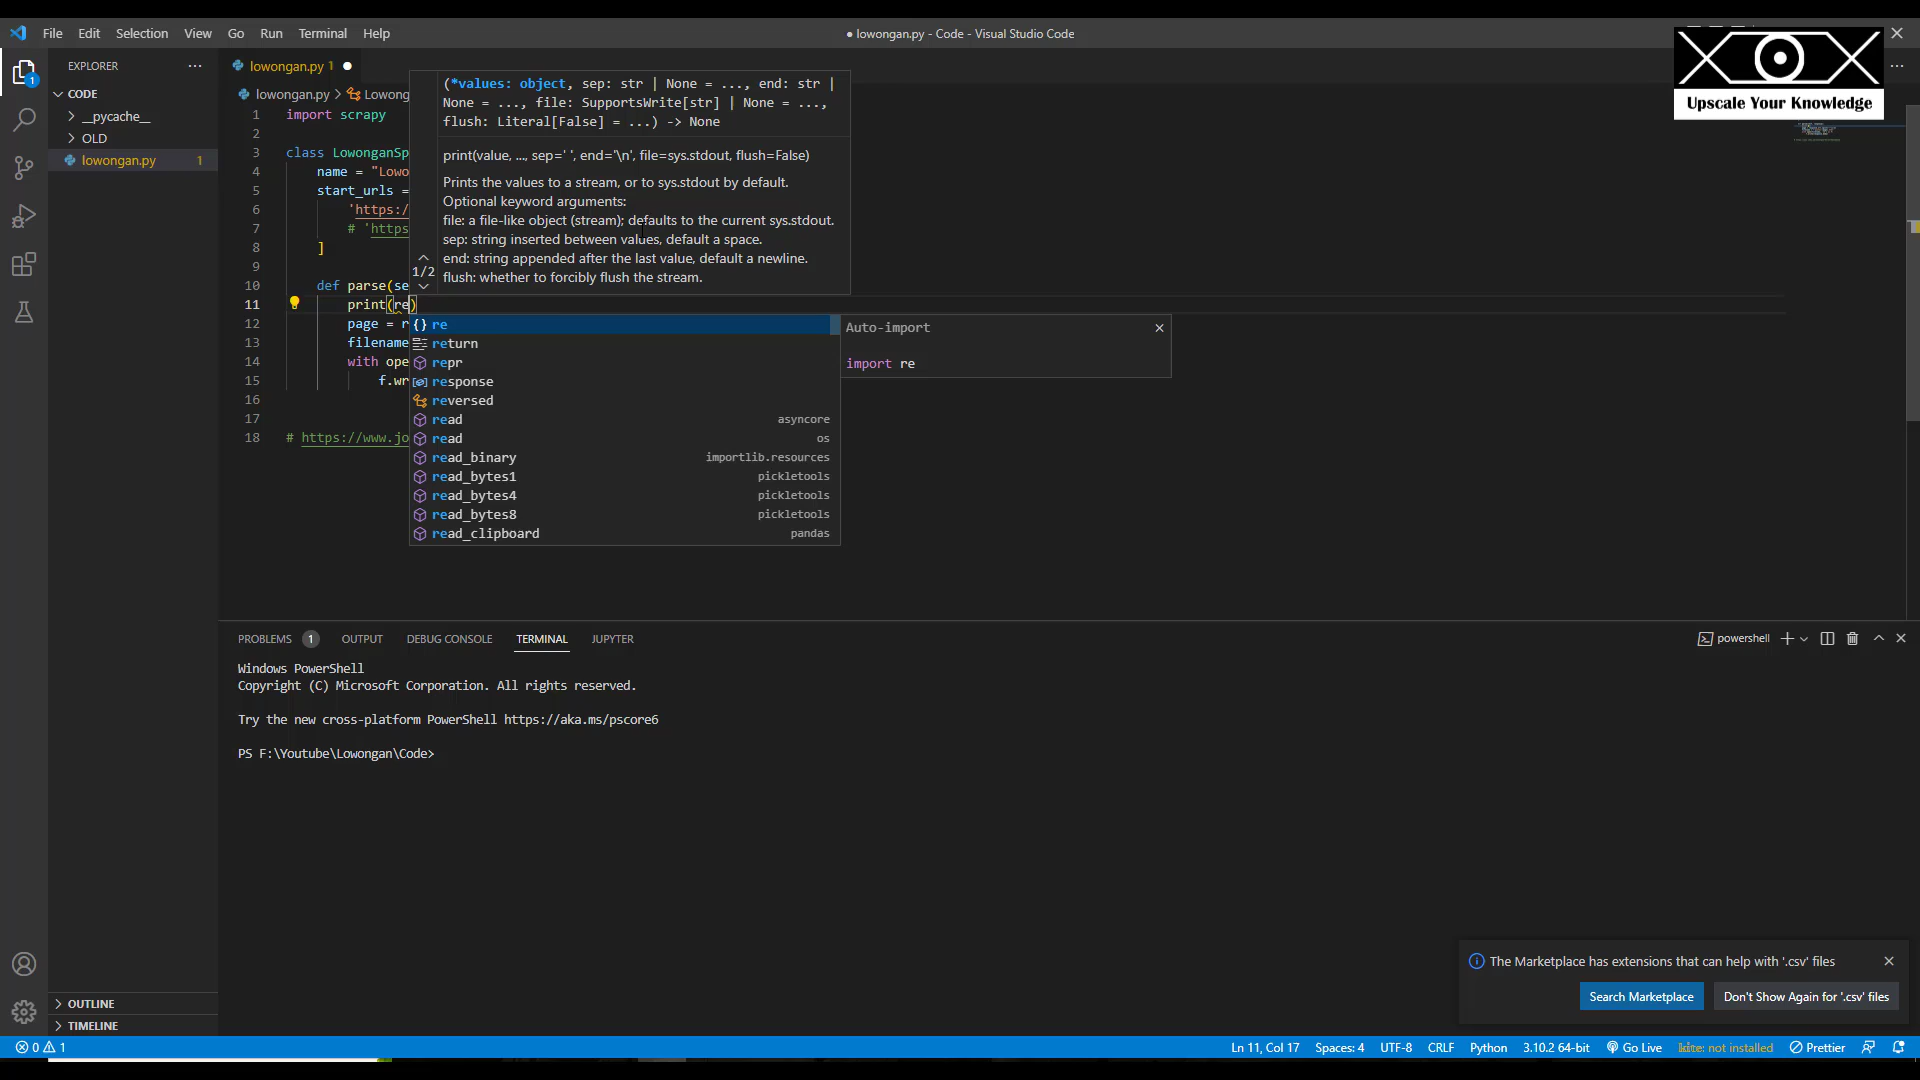 File Edit Selection View Go Run Terminal Help
● lowongan.py - Code - Visual Studio Code
Upscale Your Knowledge
EXPLORER
CODE
__pycache__
OLD
lowongan.py 1
OUTLINE
TIMELINE
lowongan.py 1
lowongan.py > Lowong
1 import scrapy
2
3 class LowonganSp
4 name = "Lowo
5 start_urls =
6 'https:/
7 # 'https
8 ]
9
10 def parse(se
11 print(re)
12 page = r
13 filename
14 with ope
15 f.wr
16
17
18 # https://www.jo
(*values: object, sep: str | None = ..., end: str |
None = ..., file: SupportsWrite[str] | None = ...,
flush: Literal[False] = ...) -> None
print(value, ..., sep=' ', end='\n', file=sys.stdout, flush=False)
Prints the values to a stream, or to sys.stdout by default.
Optional keyword arguments:
file: a file-like object (stream); defaults to the current sys.stdout.
sep: string inserted between values, default a space.
end: string appended after the last value, default a newline.
flush: whether to forcibly flush the stream.
1/2
{} re
return
repr
response
reversed
read asyncore
read os
read_binary importlib.resources
read_bytes1 pickletools
read_bytes4 pickletools
read_bytes8 pickletools
read_clipboard pandas
Auto-import
import re
PROBLEMS 1 OUTPUT DEBUG CONSOLE TERMINAL JUPYTER
powershell
Windows PowerShell
Copyright (C) Microsoft Corporation. All rights reserved.
Try the new cross-platform PowerShell https://aka.ms/pscore6
PS F:\Youtube\Lowongan\Code>
The Marketplace has extensions that can help with '.csv' files
Search Marketplace
Don't Show Again for '.csv' files
0 1
Ln 11, Col 17 Spaces: 4 UTF-8 CRLF Python 3.10.2 64-bit Go Live kite: not installed Prettier